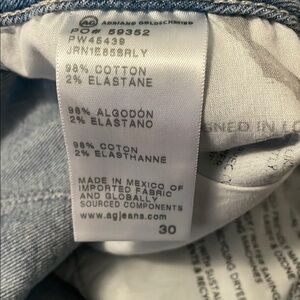 AG ADRIANO GOLDSCHMIED
PO# 59352
PW45439
JRN1E85SRLY
98% COTTON
2% ELASTANE
98% ALGODÓN
2% ELASTANO
98% COTON
2% ELASTHANNE
MADE IN MEXICO OF
IMPORTED FABRIC
AND GLOBALLY
SOURCED COMPONENTS
www.agjeans.com
30